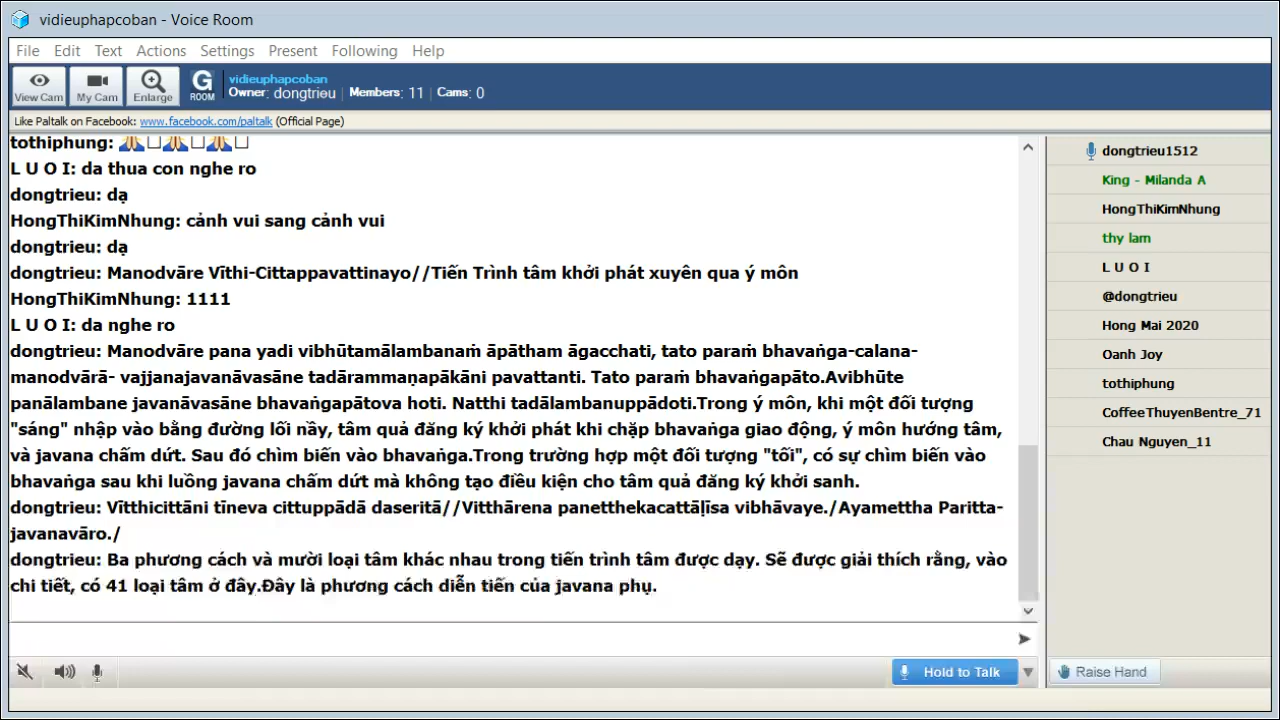 vidieuphapcoban - Voice Room
File Edit Text Actions Settings Present Following Help
View Cam My Cam Enlarge G ROOM vidieuphapcoban
Owner: dongtrieu | Members: 11 | Cams: 0
Like Paltalk on Facebook: www.facebook.com/paltalk (Official Page)
tothiphung: 🙏□🙏□🙏□
L U O I: da thua con nghe ro
dongtrieu: dạ
HongThiKimNhung: cảnh vui sang cảnh vui
dongtrieu: dạ
dongtrieu: Manodvāre Vīthi-Cittappavattinayo//Tiến Trình tâm khởi phát xuyên qua ý môn
HongThiKimNhung: 1111
L U O I: da nghe ro
dongtrieu: Manodvāre pana yadi vibhūtamālambanaṁ āpātham āgacchati, tato paraṁ bhavaṅga-calana-
manodvārā- vajjanajavanāvasāne tadārammaṇapākāni pavattanti. Tato paraṁ bhavaṅgapāto.Avibhūte
panālambane javanāvasāne bhavaṅgapātova hoti. Natthi tadālambanuppādoti.Trong ý môn, khi một đối tượng
"sáng" nhập vào bằng đường lối nầy, tâm quả đăng ký khởi phát khi chặp bhavaṅga giao động, ý môn hướng tâm,
và javana chấm dứt. Sau đó chìm biến vào bhavaṅga.Trong trường hợp một đối tượng "tối", có sự chìm biến vào
bhavaṅga sau khi luồng javana chấm dứt mà không tạo điều kiện cho tâm quả đăng ký khởi sanh.
dongtrieu: Vītthicittāni tīneva cittuppādā daseritā//Vitthārena panetthekacattāḷīsa vibhāvaye./Ayamettha Paritta-
javanavāro./
dongtrieu: Ba phương cách và mười loại tâm khác nhau trong tiến trình tâm được dạy. Sẽ được giải thích rằng, vào
chi tiết, có 41 loại tâm ở đây.Đây là phương cách diễn tiến của javana phụ.
Hold to Talk
dongtrieu1512
King - Milanda A
HongThiKimNhung
thy lam
L U O I
@dongtrieu
Hong Mai 2020
Oanh Joy
tothiphung
CoffeeThuyenBentre_71
Chau Nguyen_11
Raise Hand